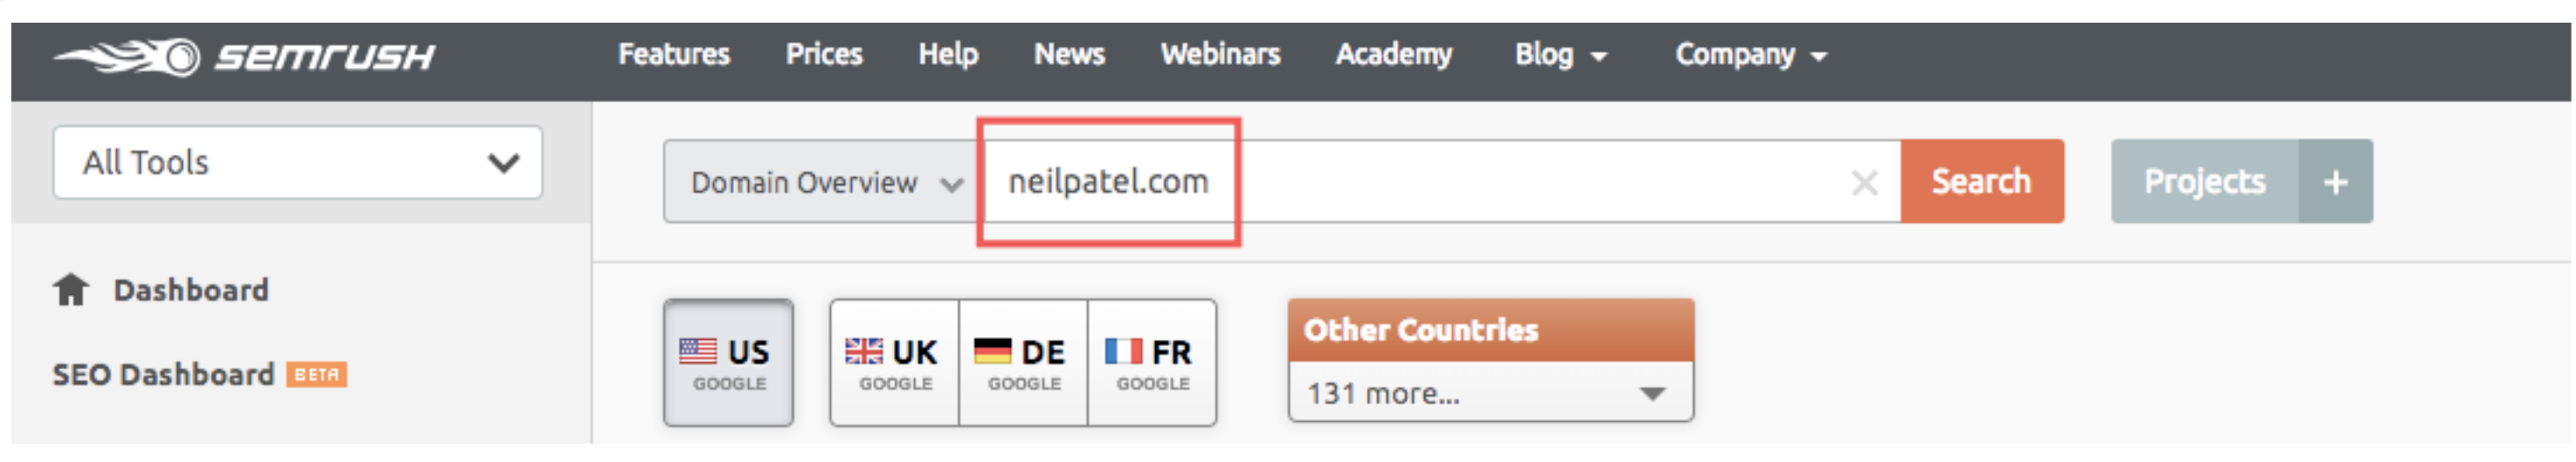 semrush Features Prices Help News Webinars Academy Blog Company
All Tools
Domain Overview neilpatel.com × Search Projects +
Dashboard
SEO Dashboard BETA
US GOOGLE
UK GOOGLE
DE GOOGLE
FR GOOGLE
Other Countries
131 more...